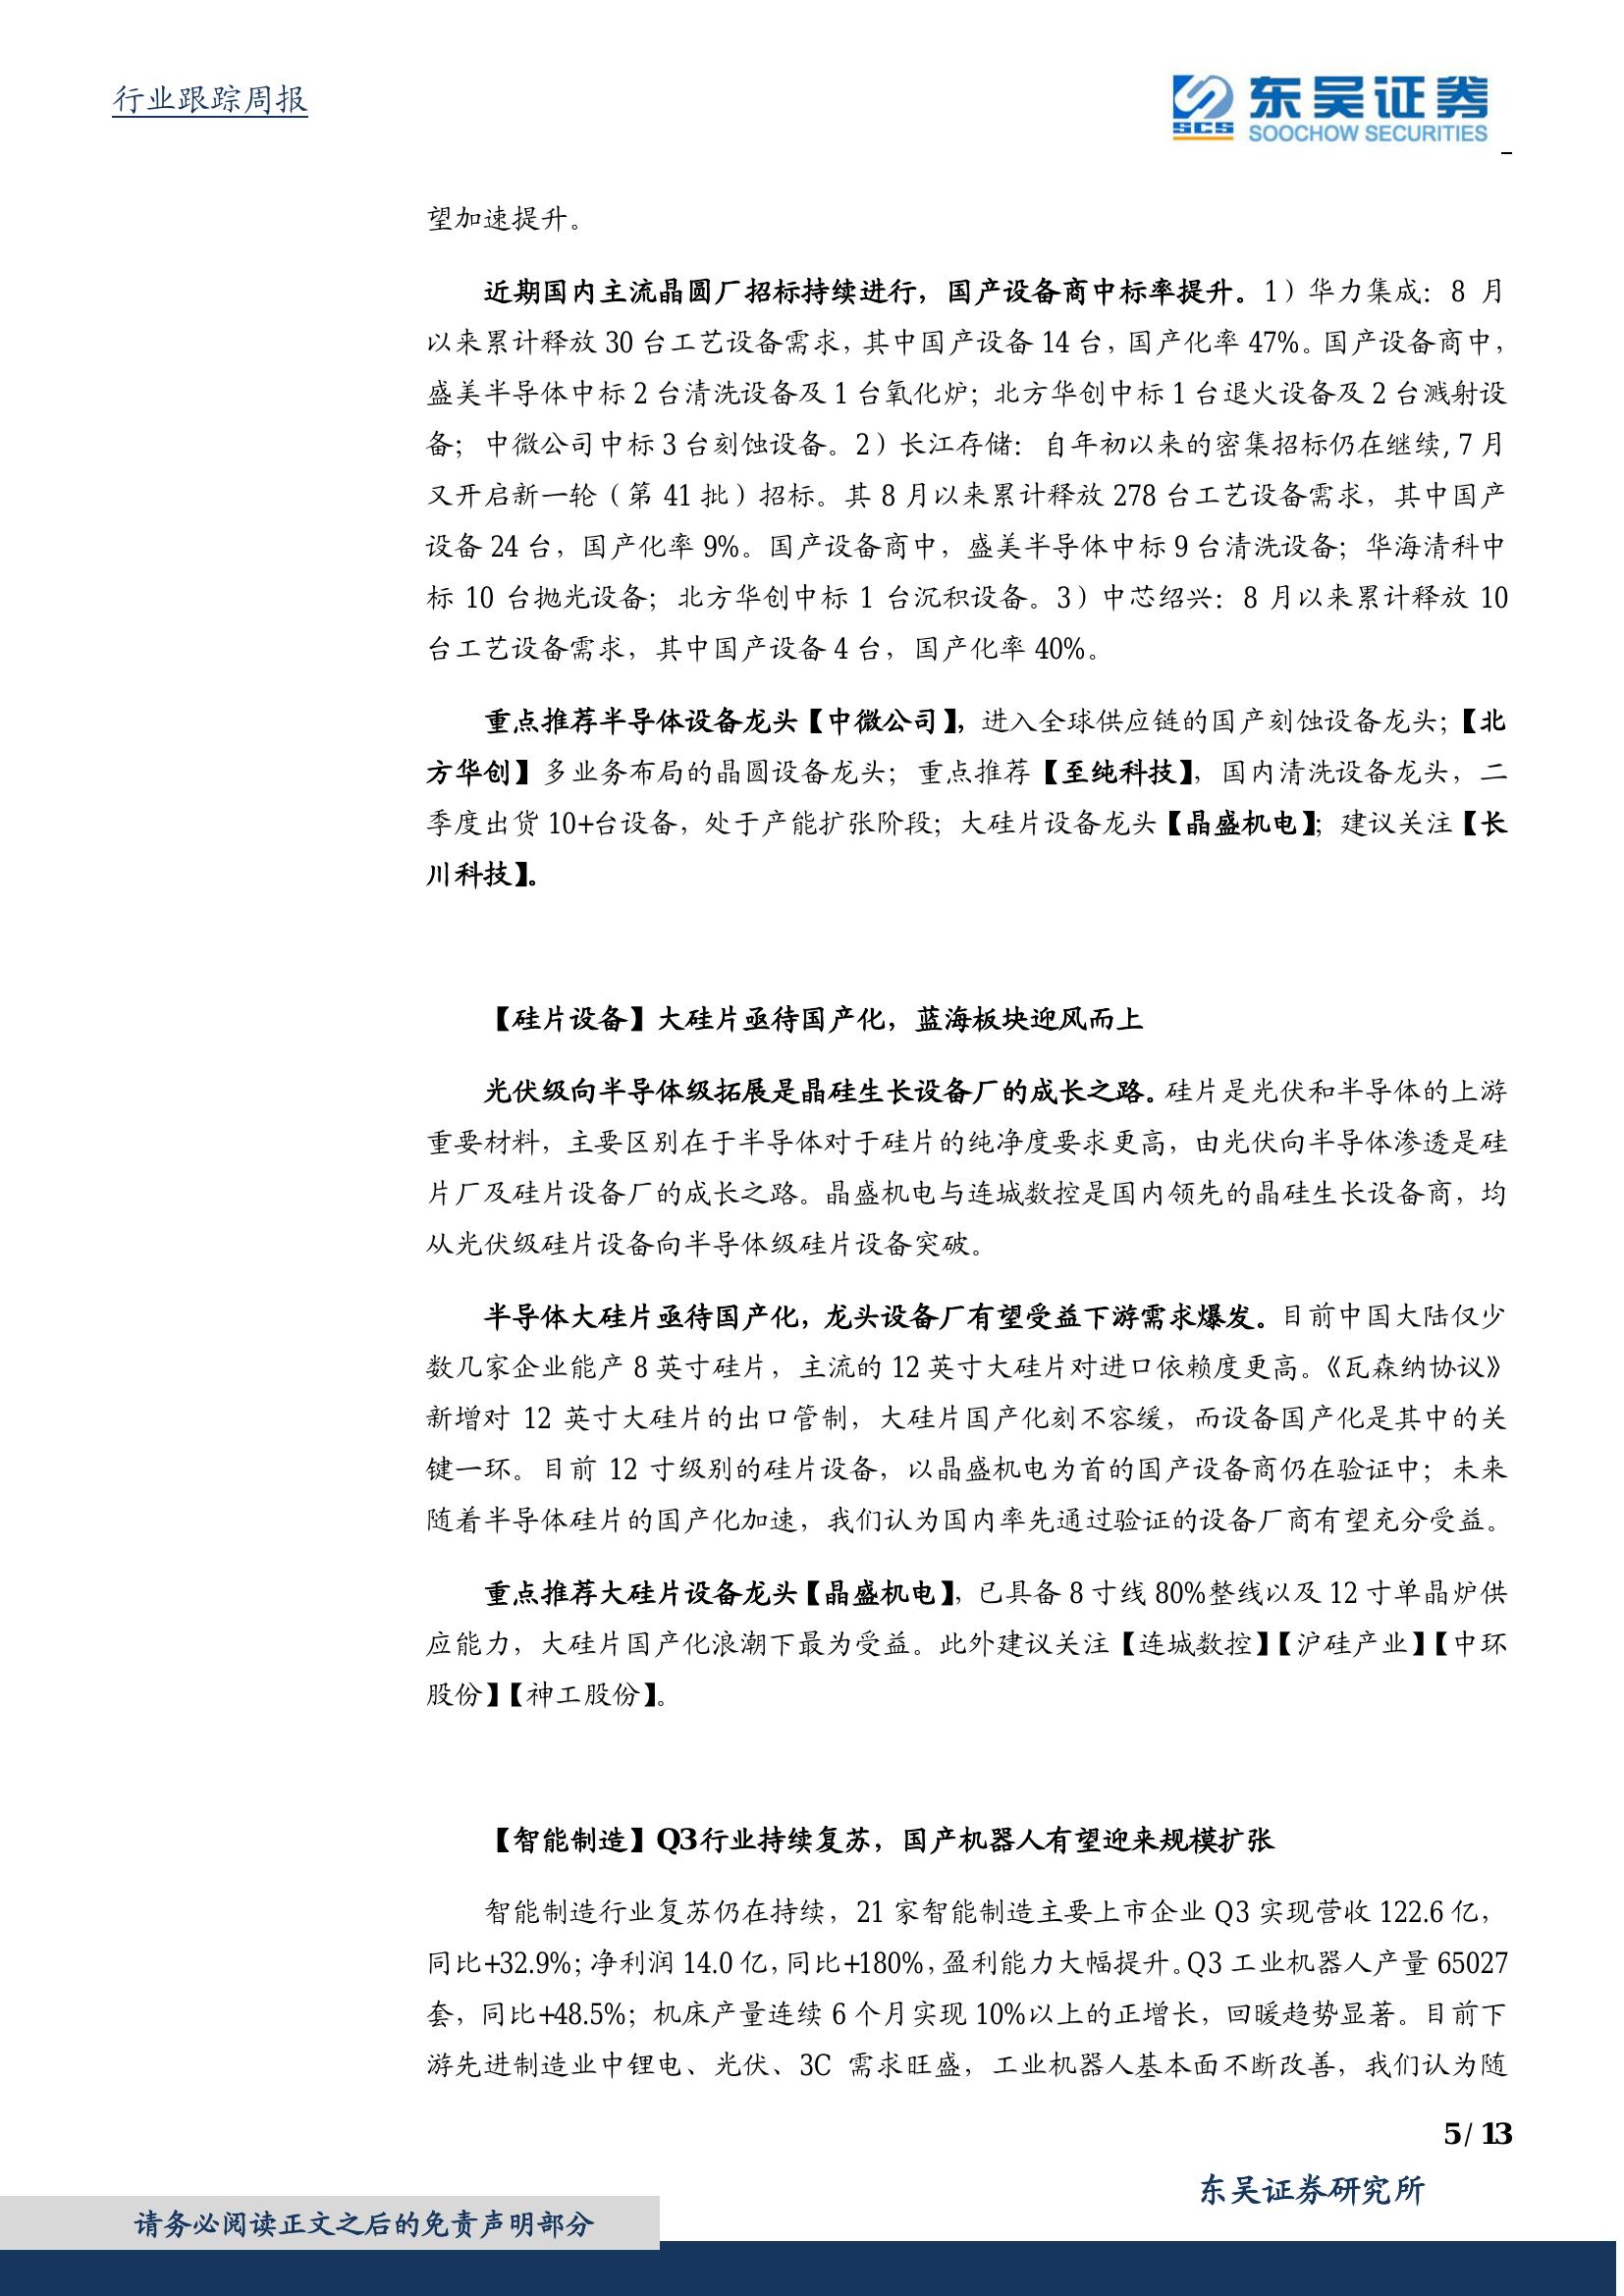 行业跟踪周报
SCS 东吴证券
SOOCHOW SECURITIES
望加速提升。
近期国内主流晶圆厂招标持续进行，国产设备商中标率提升。1）华力集成：8 月
以来累计释放 30 台工艺设备需求，其中国产设备 14 台，国产化率 47%。国产设备商中，
盛美半导体中标 2 台清洗设备及 1 台氧化炉；北方华创中标 1 台退火设备及 2 台溅射设
备；中微公司中标 3 台刻蚀设备。2）长江存储：自年初以来的密集招标仍在继续，7 月
又开启新一轮（第 41 批）招标。其 8 月以来累计释放 278 台工艺设备需求，其中国产
设备 24 台，国产化率 9%。国产设备商中，盛美半导体中标 9 台清洗设备；华海清科中
标 10 台抛光设备；北方华创中标 1 台沉积设备。3）中芯绍兴：8 月以来累计释放 10
台工艺设备需求，其中国产设备 4 台，国产化率 40%。
重点推荐半导体设备龙头【中微公司】，进入全球供应链的国产刻蚀设备龙头；【北
方华创】多业务布局的晶圆设备龙头；重点推荐【至纯科技】，国内清洗设备龙头，二
季度出货 10+台设备，处于产能扩张阶段；大硅片设备龙头【晶盛机电】；建议关注【长
川科技】。
【硅片设备】大硅片亟待国产化，蓝海板块迎风而上
光伏级向半导体级拓展是晶硅生长设备厂的成长之路。硅片是光伏和半导体的上游
重要材料，主要区别在于半导体对于硅片的纯净度要求更高，由光伏向半导体渗透是硅
片厂及硅片设备厂的成长之路。晶盛机电与连城数控是国内领先的晶硅生长设备商，均
从光伏级硅片设备向半导体级硅片设备突破。
半导体大硅片亟待国产化，龙头设备厂有望受益下游需求爆发。目前中国大陆仅少
数几家企业能产 8 英寸硅片，主流的 12 英寸大硅片对进口依赖度更高。《瓦森纳协议》
新增对 12 英寸大硅片的出口管制，大硅片国产化刻不容缓，而设备国产化是其中的关
键一环。目前 12 寸级别的硅片设备，以晶盛机电为首的国产设备商仍在验证中；未来
随着半导体硅片的国产化加速，我们认为国内率先通过验证的设备厂商有望充分受益。
重点推荐大硅片设备龙头【晶盛机电】，已具备 8 寸线 80%整线以及 12 寸单晶炉供
应能力，大硅片国产化浪潮下最为受益。此外建议关注【连城数控】【沪硅产业】【中环
股份】【神工股份】。
【智能制造】Q3行业持续复苏，国产机器人有望迎来规模扩张
智能制造行业复苏仍在持续，21 家智能制造主要上市企业 Q3 实现营收 122.6 亿，
同比+32.9%；净利润 14.0 亿，同比+180%，盈利能力大幅提升。Q3 工业机器人产量 65027
套，同比+48.5%；机床产量连续 6 个月实现 10%以上的正增长，回暖趋势显著。目前下
游先进制造业中锂电、光伏、3C 需求旺盛，工业机器人基本面不断改善，我们认为随
5 / 13
东吴证券研究所
请务必阅读正文之后的免责声明部分